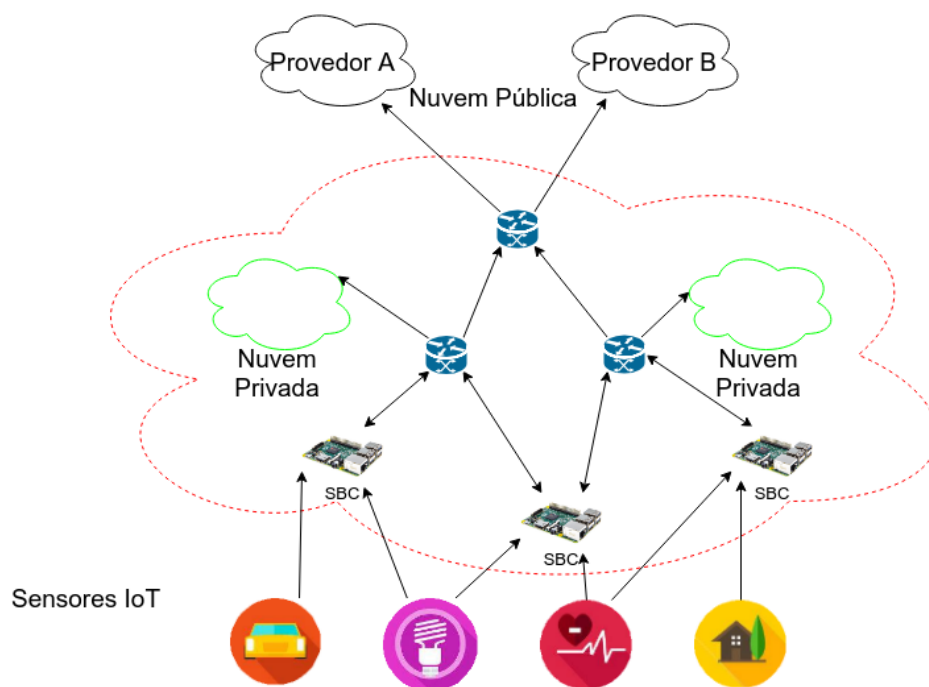 Provedor A
Provedor B
Nuvem Pública
Nuvem
Privada
Nuvem
Privada
SBC
SBC
SBC
Sensores IoT